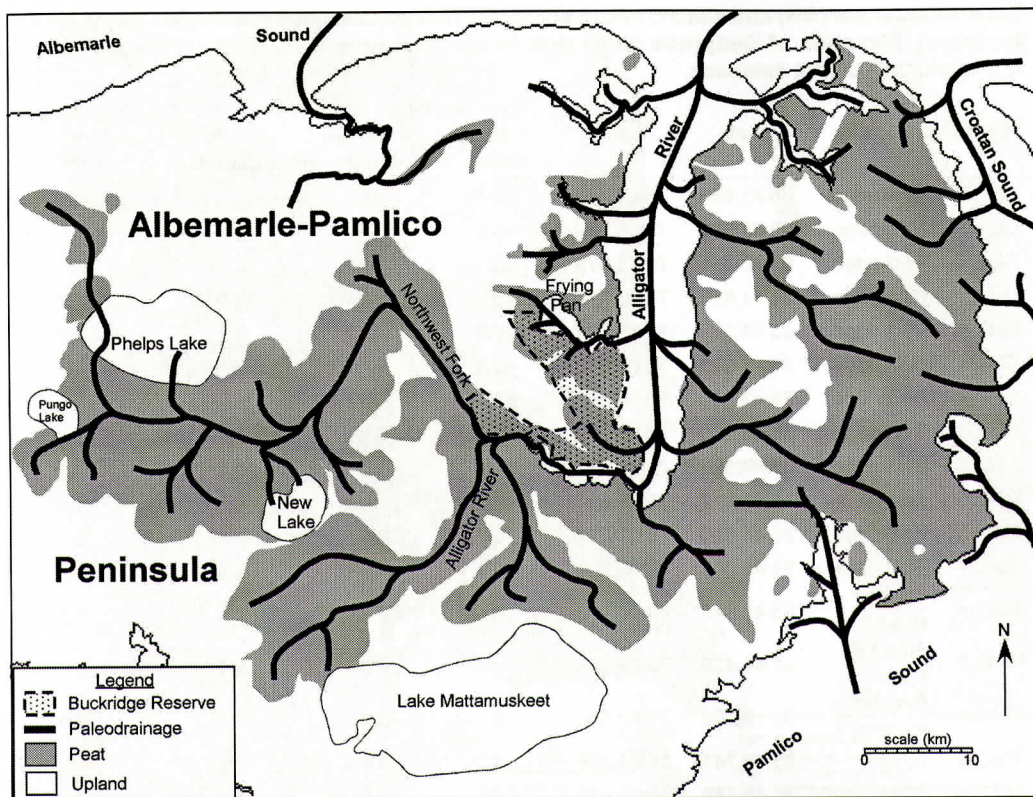 Albemarle
Sound
River
Croatan Sound
Albemarle-Pamlico
Northwest Fork
Frying
Pan
Alligator
Phelps Lake
Pungo
Lake
New
Lake
Alligator River
Peninsula
N
Sound
Lake Mattamuskeet
Pamlico
scale (km)
0
10
Legend
Buckridge Reserve
Paleodrainage
Peat
Upland